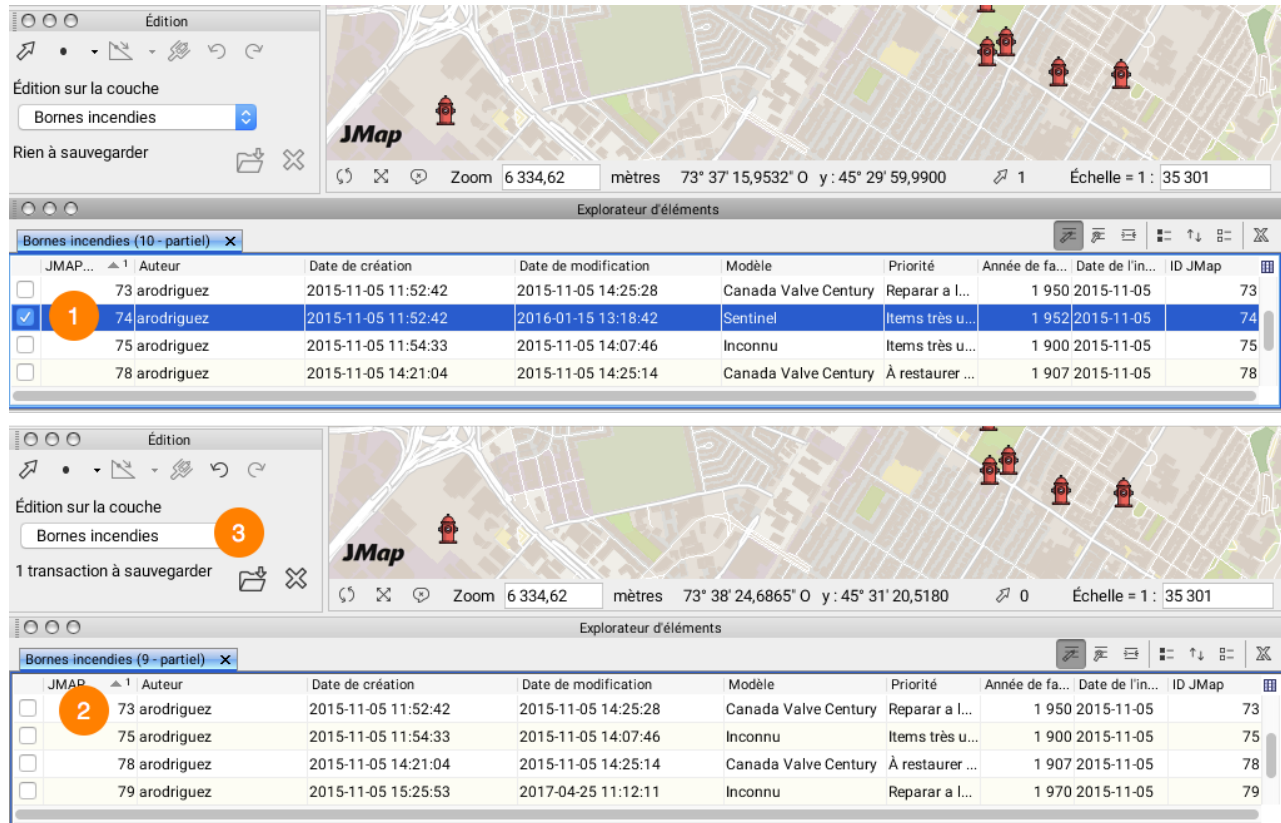 Édition
Édition sur la couche
Bornes incendies
Rien à sauvegarder
JMap
Zoom 6 334,62 mètres 73° 37' 15,9532" O y : 45° 29' 59,9900 1 Échelle = 1 : 35 301
Explorateur d'éléments
Bornes incendies (10 - partiel) X
JMAP... 1 Auteur Date de création Date de modification Modèle Priorité Année de fa... Date de l'in... ID JMap
73 arodriguez 2015-11-05 11:52:42 2015-11-05 14:25:28 Canada Valve Century Reparar a l... 1 950 2015-11-05 73
1 74 arodriguez 2015-11-05 11:52:42 2016-01-15 13:18:42 Sentinel Items très u... 1 952 2015-11-05 74
75 arodriguez 2015-11-05 11:54:33 2015-11-05 14:07:46 Inconnu Items très u... 1 900 2015-11-05 75
78 arodriguez 2015-11-05 14:21:04 2015-11-05 14:25:14 Canada Valve Century À restaurer ... 1 907 2015-11-05 78
Édition
Édition sur la couche
Bornes incendies 3
1 transaction à sauvegarder
JMap
Zoom 6 334,62 mètres 73° 38' 24,6865" O y : 45° 31' 20,5180 0 Échelle = 1 : 35 301
Explorateur d'éléments
Bornes incendies (9 - partiel) X
JMAP 1 Auteur Date de création Date de modification Modèle Priorité Année de fa... Date de l'in... ID JMap
2 73 arodriguez 2015-11-05 11:52:42 2015-11-05 14:25:28 Canada Valve Century Reparar a l... 1 950 2015-11-05 73
75 arodriguez 2015-11-05 11:54:33 2015-11-05 14:07:46 Inconnu Items très u... 1 900 2015-11-05 75
78 arodriguez 2015-11-05 14:21:04 2015-11-05 14:25:14 Canada Valve Century À restaurer ... 1 907 2015-11-05 78
79 arodriguez 2015-11-05 15:25:53 2017-04-25 11:12:11 Inconnu Reparar a l... 1 970 2015-11-05 79